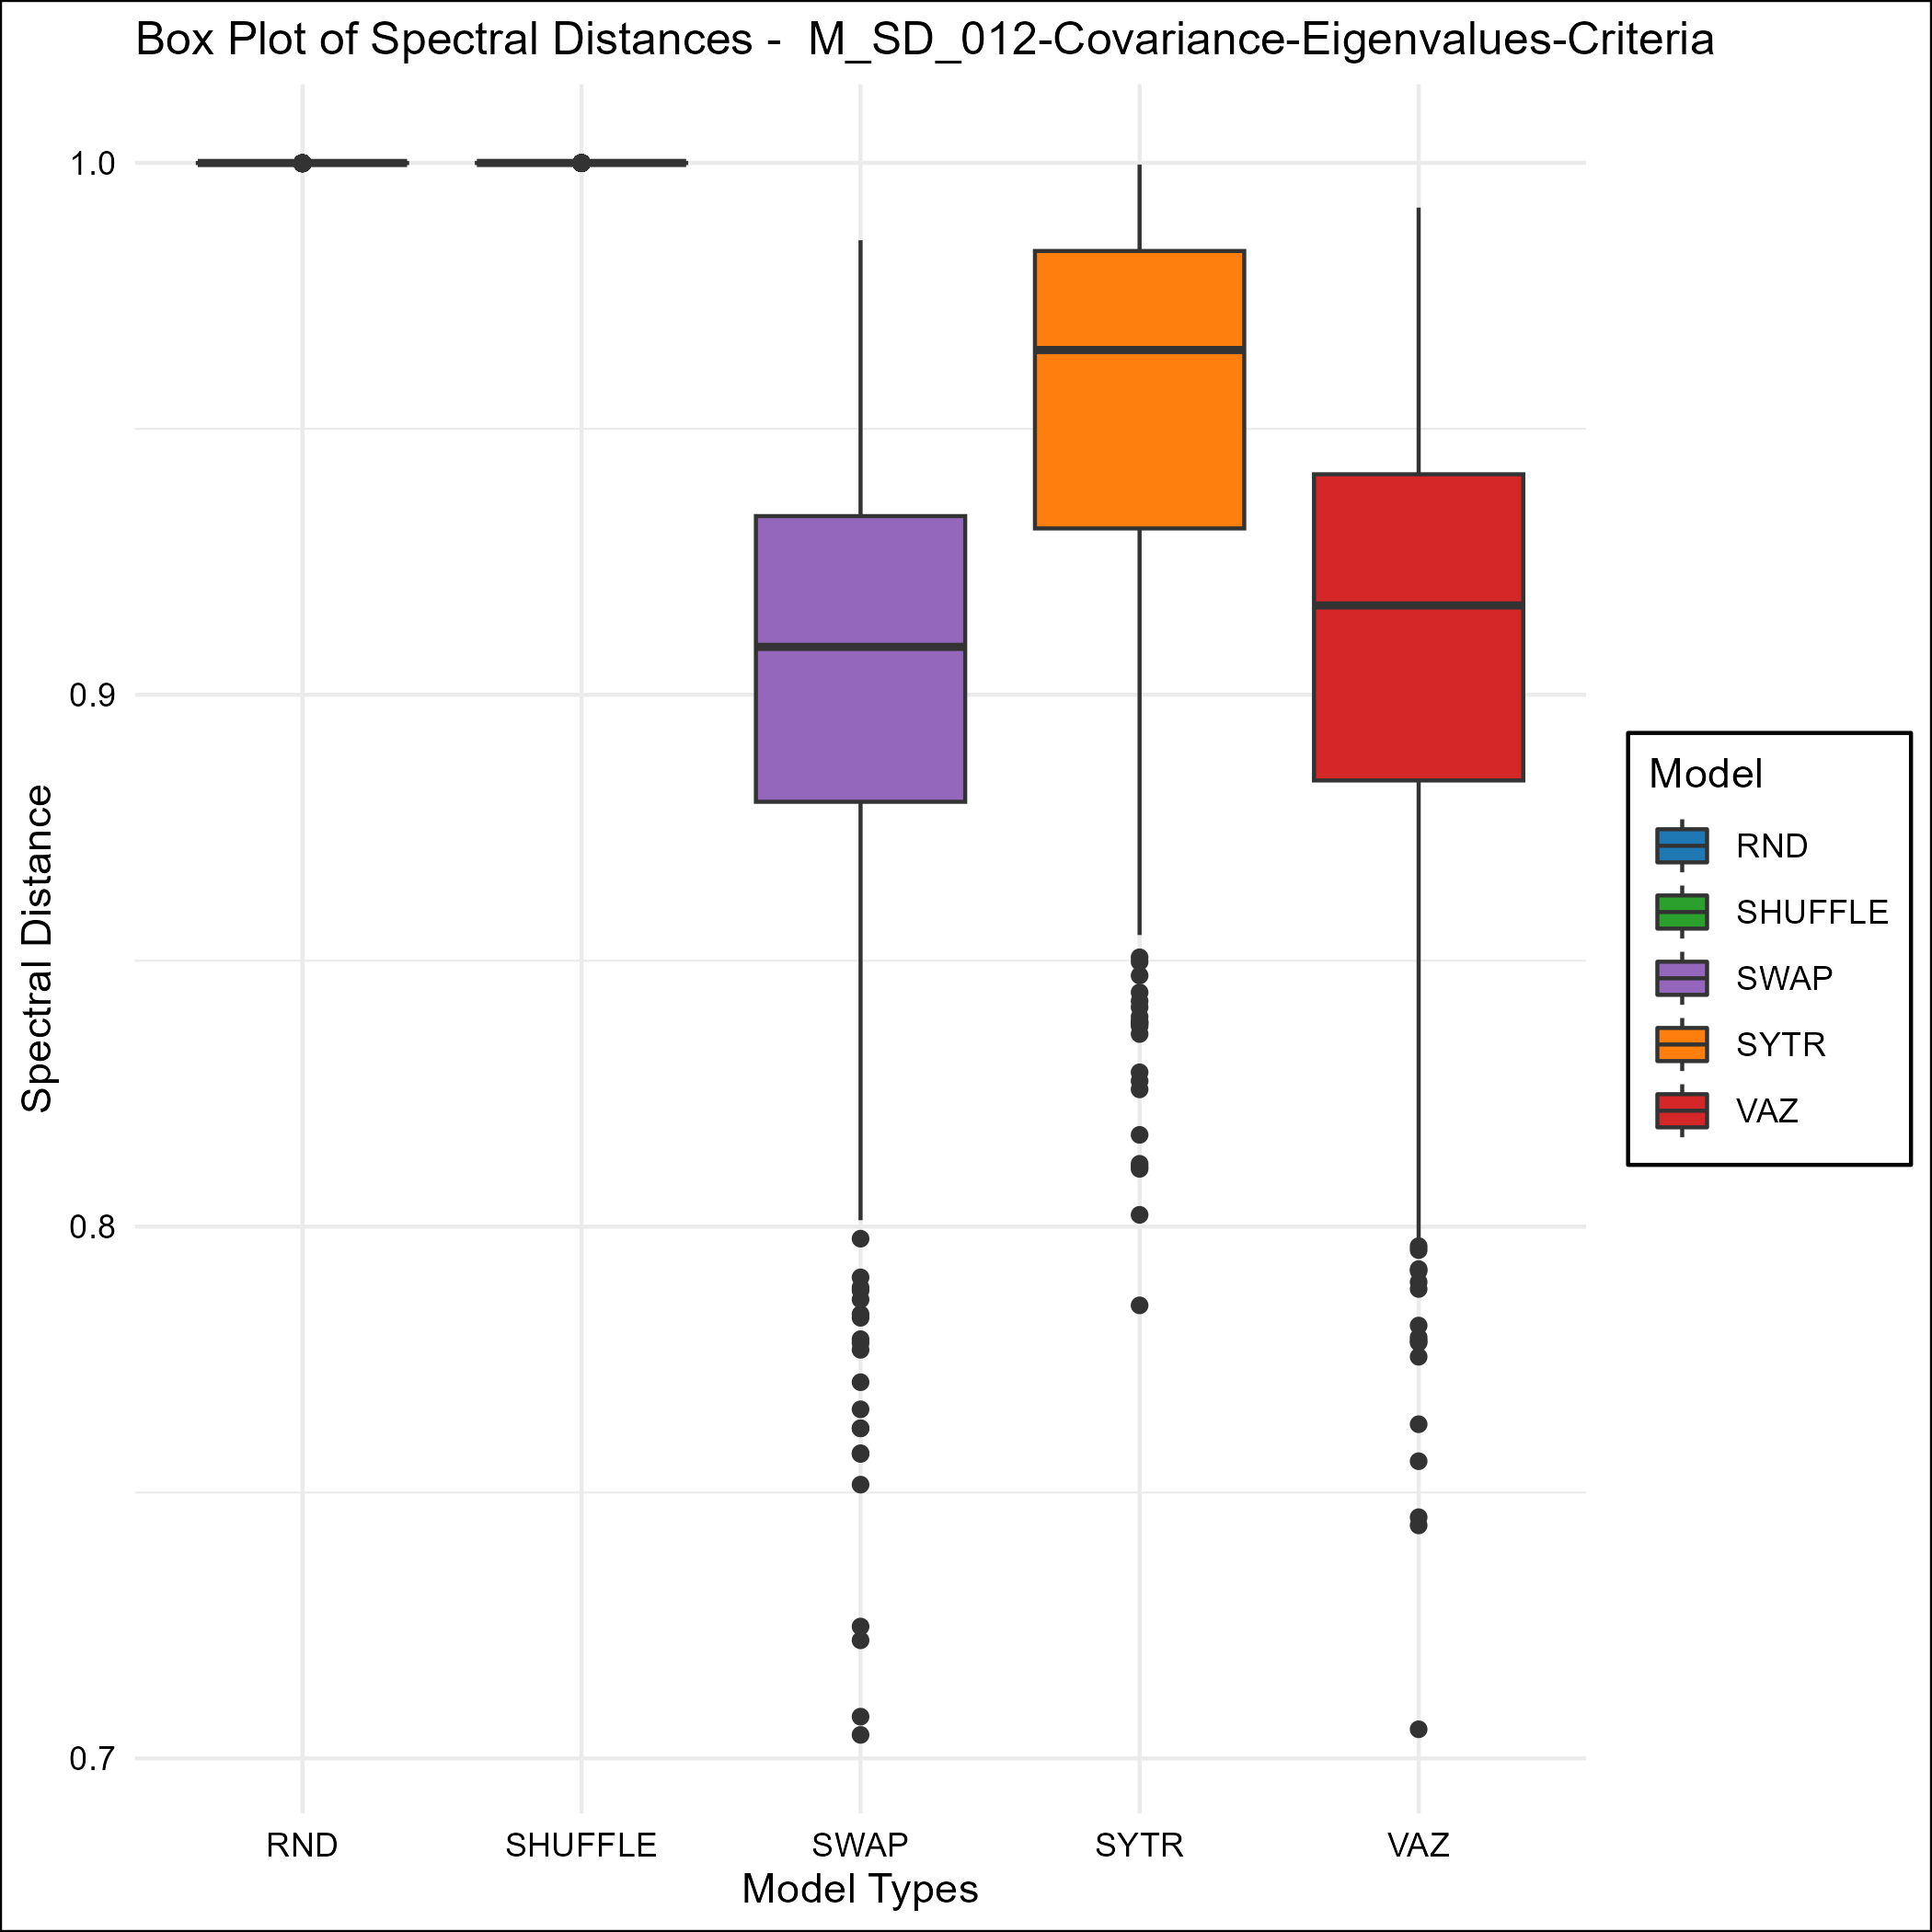 Box Plot of Spectral Distances -  M_SD_012-Covariance-Eigenvalues-Criteria
1.0
0.9
0.8
0.7
Spectral Distance
RND
SHUFFLE
SWAP
SYTR
VAZ
Model Types
Model
RND
SHUFFLE
SWAP
SYTR
VAZ